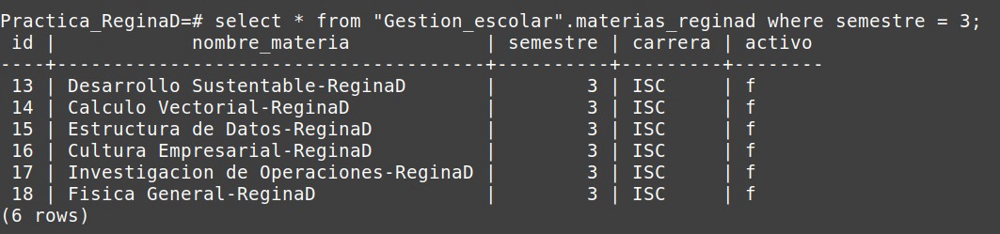 Practica_ReginaD=# select * from "Gestion_escolar".materias_reginad where semestre = 3;
 id |            nombre_materia            | semestre | carrera | activo
----+--------------------------------------+----------+---------+--------
 13 | Desarrollo Sustentable-ReginaD       |        3 | ISC     | f
 14 | Calculo Vectorial-ReginaD            |        3 | ISC     | f
 15 | Estructura de Datos-ReginaD          |        3 | ISC     | f
 16 | Cultura Empresarial-ReginaD          |        3 | ISC     | f
 17 | Investigacion de Operaciones-ReginaD |        3 | ISC     | f
 18 | Fisica General-ReginaD               |        3 | ISC     | f
(6 rows)